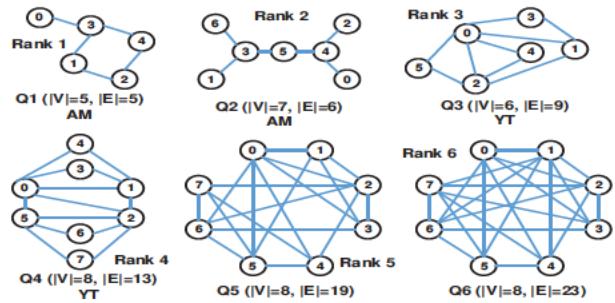 0 3 4 1 2
Rank 1
Q1 (|V|=5, |E|=5)
AM
Rank 2
6 2 3 5 4 1 0
Q2 (|V|=7, |E|=6)
AM
Rank 3
3 0 4 1 5 2
Q3 (|V|=6, |E|=9)
YT
4 3 0 1 5 2 6 7
Rank 4
Q4 (|V|=8, |E|=13)
YT
0 1 7 2 6 3 5 4
Rank 5
Q5 (|V|=8, |E|=19)
Rank 6
0 1 7 2 6 3 5 4
Q6 (|V|=8, |E|=23)